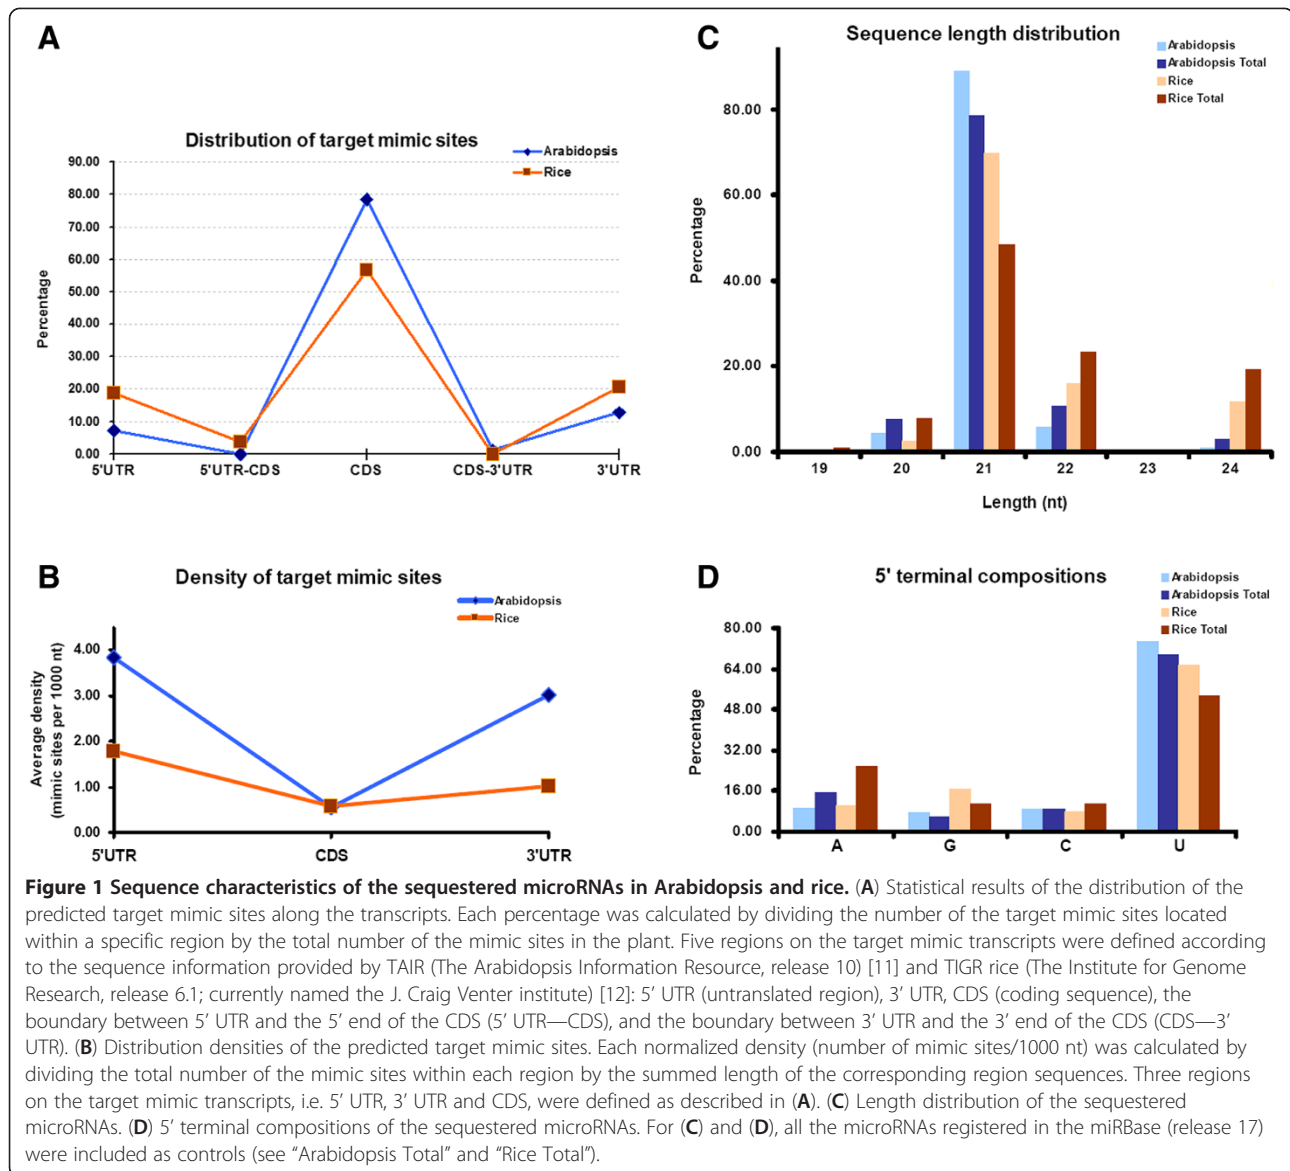 A
Distribution of target mimic sites
Arabidopsis
Rice
Percentage
90.00
80.00
70.00
60.00
50.00
40.00
30.00
20.00
10.00
0.00
5'UTR
5'UTR-CDS
CDS
CDS-3'UTR
3'UTR
B
Density of target mimic sites
Arabidopsis
Rice
Average density
(mimic sites per 1000 nt)
4.00
3.00
2.00
1.00
0.00
5'UTR
CDS
3'UTR
C
Sequence length distribution
Arabidopsis
Arabidopsis Total
Rice
Rice Total
Percentage
80.00
60.00
40.00
20.00
0.00
19
20
21
22
23
24
Length (nt)
D
5' terminal compositions
Arabidopsis
Arabidopsis Total
Rice
Rice Total
Percentage
80.00
64.00
48.00
32.00
16.00
0.00
A
G
C
U
Figure 1 Sequence characteristics of the sequestered microRNAs in Arabidopsis and rice. (A) Statistical results of the distribution of the
predicted target mimic sites along the transcripts. Each percentage was calculated by dividing the number of the target mimic sites located
within a specific region by the total number of the mimic sites in the plant. Five regions on the target mimic transcripts were defined according
to the sequence information provided by TAIR (The Arabidopsis Information Resource, release 10) [11] and TIGR rice (The Institute for Genome
Research, release 6.1; currently named the J. Craig Venter institute) [12]: 5′ UTR (untranslated region), 3′ UTR, CDS (coding sequence), the
boundary between 5′ UTR and the 5′ end of the CDS (5′ UTR—CDS), and the boundary between 3′ UTR and the 3′ end of the CDS (CDS—3′
UTR). (B) Distribution densities of the predicted target mimic sites. Each normalized density (number of mimic sites/1000 nt) was calculated by
dividing the total number of the mimic sites within each region by the summed length of the corresponding region sequences. Three regions
on the target mimic transcripts, i.e. 5′ UTR, 3′ UTR and CDS, were defined as described in (A). (C) Length distribution of the sequestered
microRNAs. (D) 5′ terminal compositions of the sequestered microRNAs. For (C) and (D), all the microRNAs registered in the miRBase (release 17)
were included as controls (see “Arabidopsis Total” and “Rice Total”).